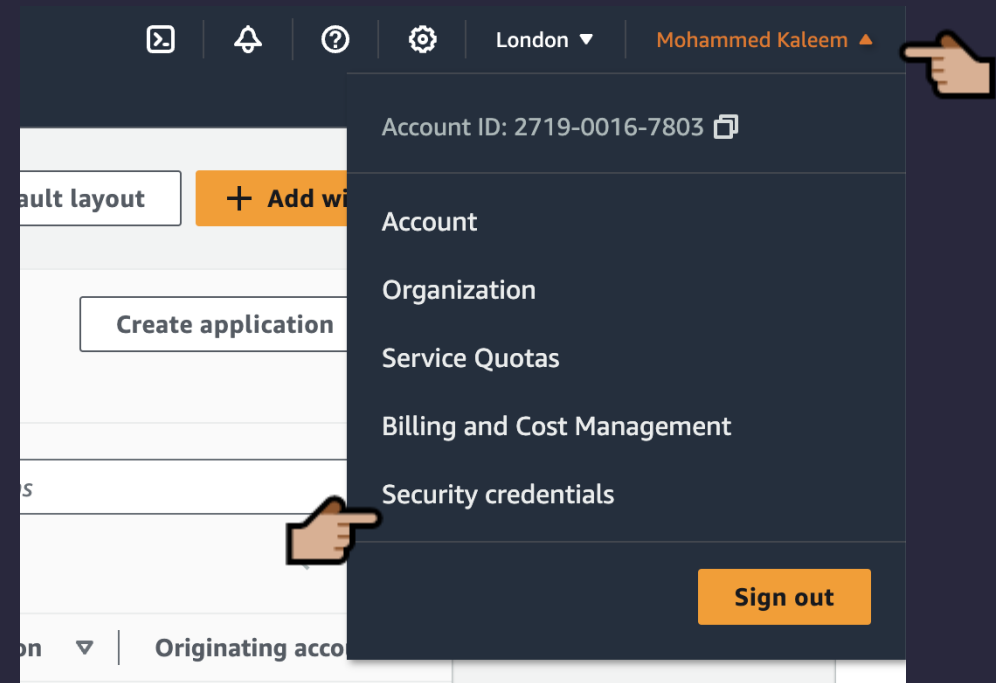 London ▼
Mohammed Kaleem ▲
Account ID: 2719-0016-7803
ault layout
+ Add wi
Account
Organization
Create application
Service Quotas
Billing and Cost Management
s
Security credentials
Sign out
on
Originating acco